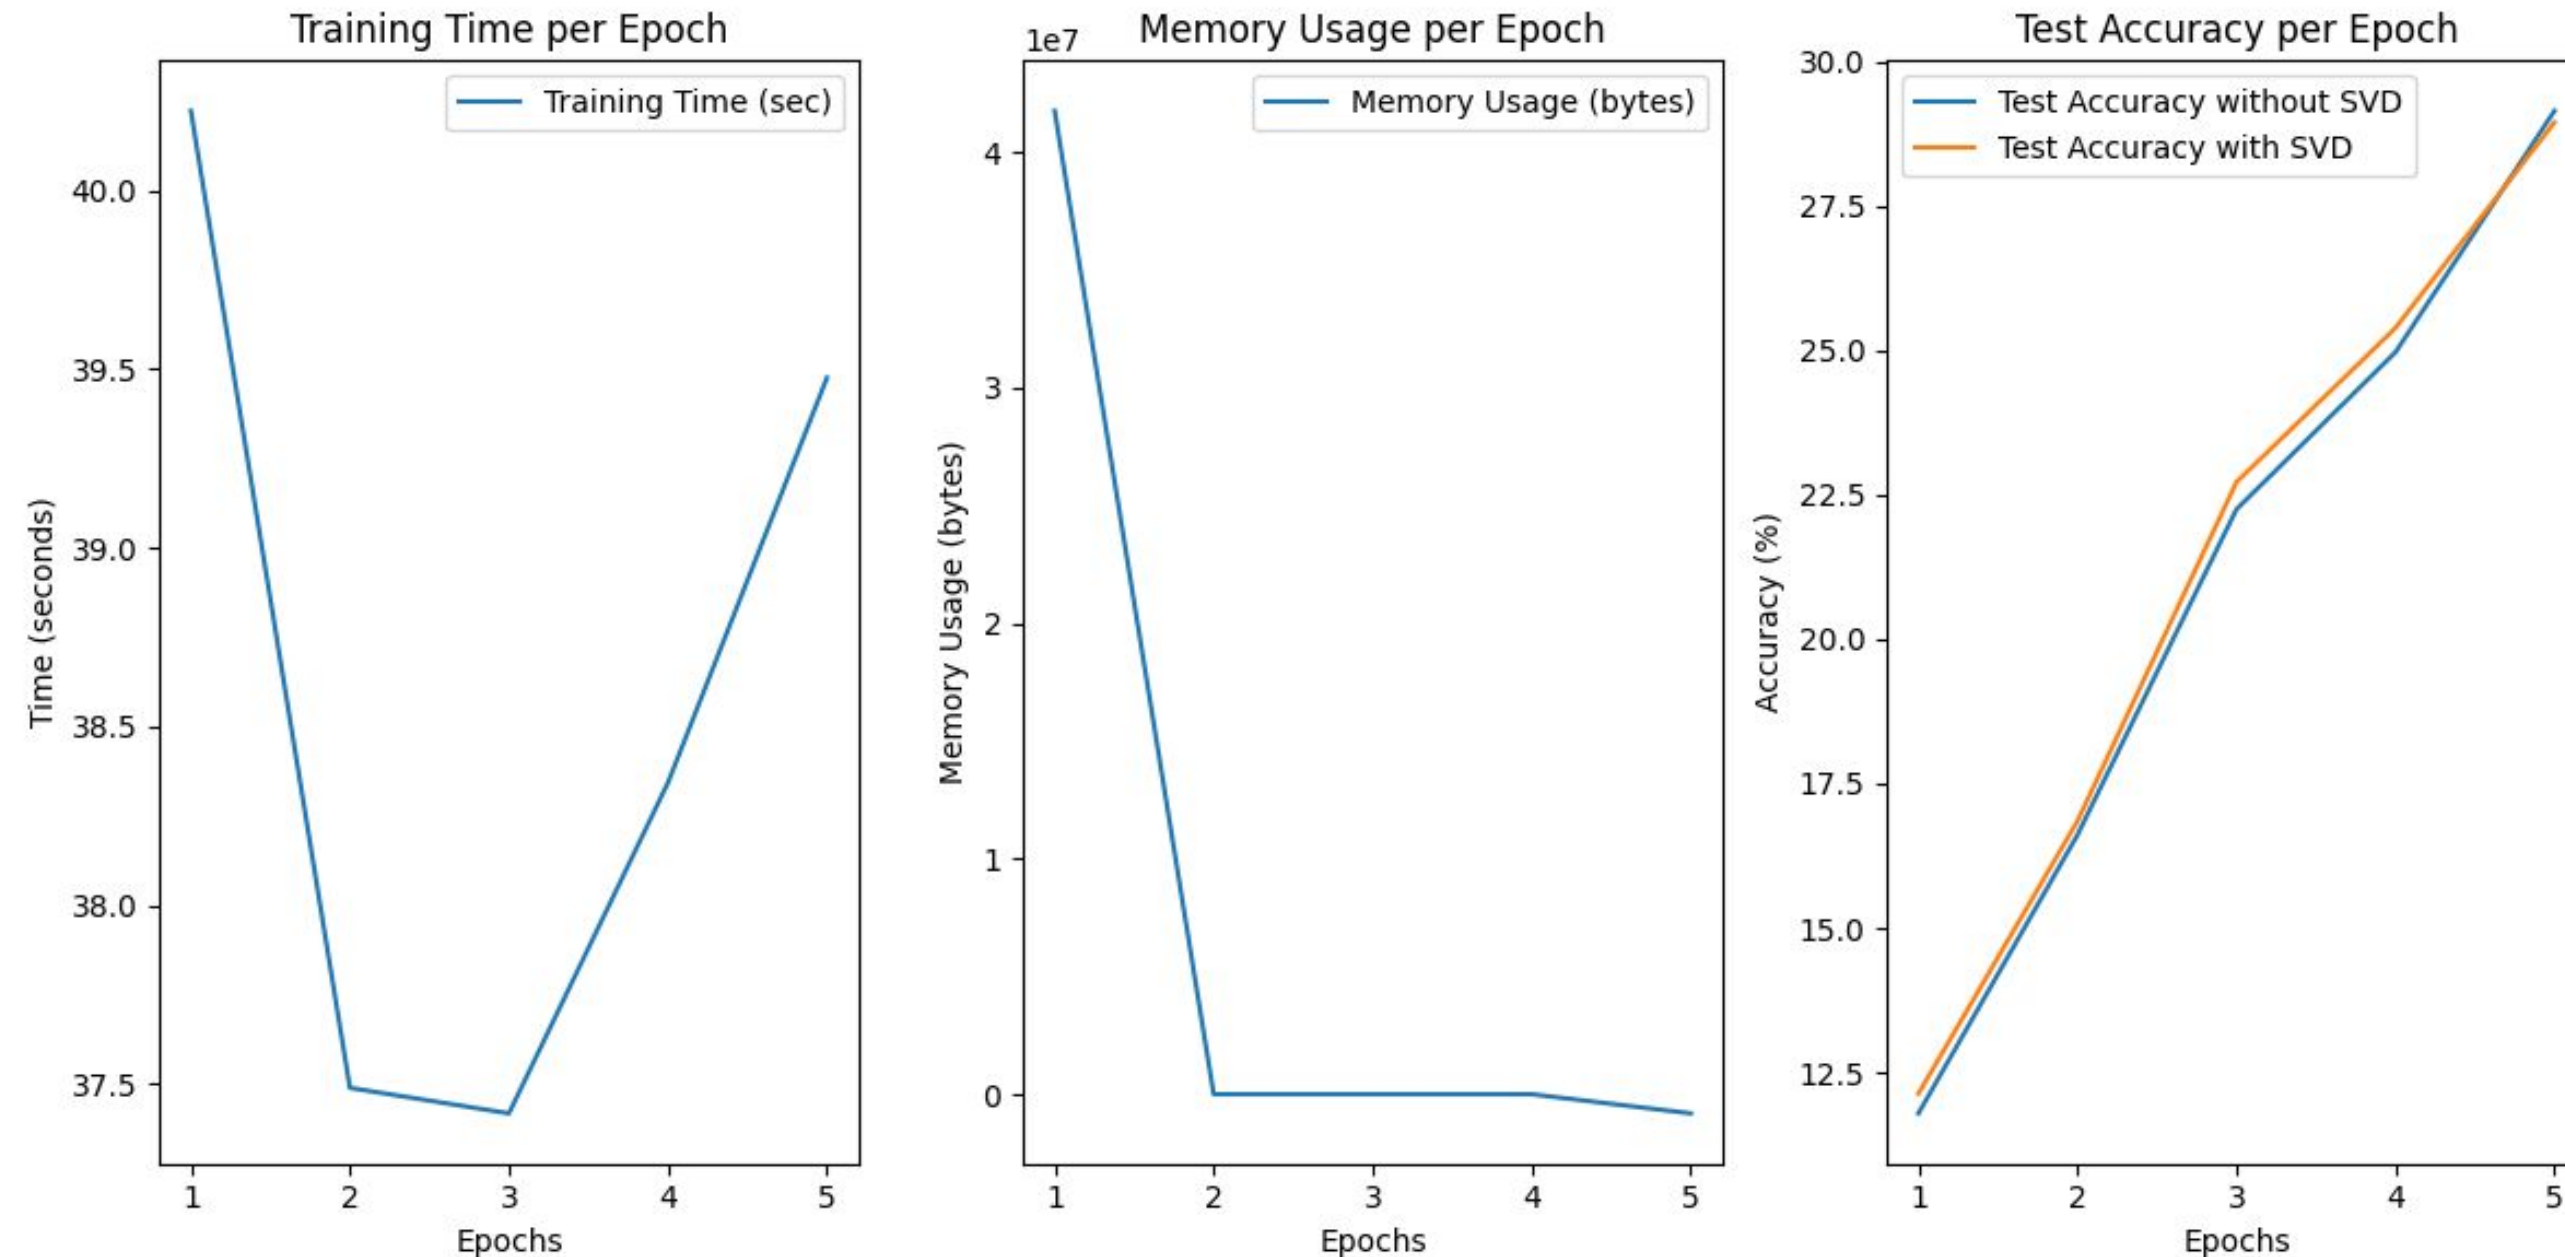 Training Time per Epoch
Training Time (sec)
40.0
39.5
39.0
38.5
38.0
37.5
Time (seconds)
1 2 3 4 5
Epochs
Memory Usage per Epoch
1e7
Memory Usage (bytes)
4
3
2
1
0
Memory Usage (bytes)
1 2 3 4 5
Epochs
Test Accuracy per Epoch
Test Accuracy without SVD
Test Accuracy with SVD
30.0
27.5
25.0
22.5
20.0
17.5
15.0
12.5
Accuracy (%)
1 2 3 4 5
Epochs